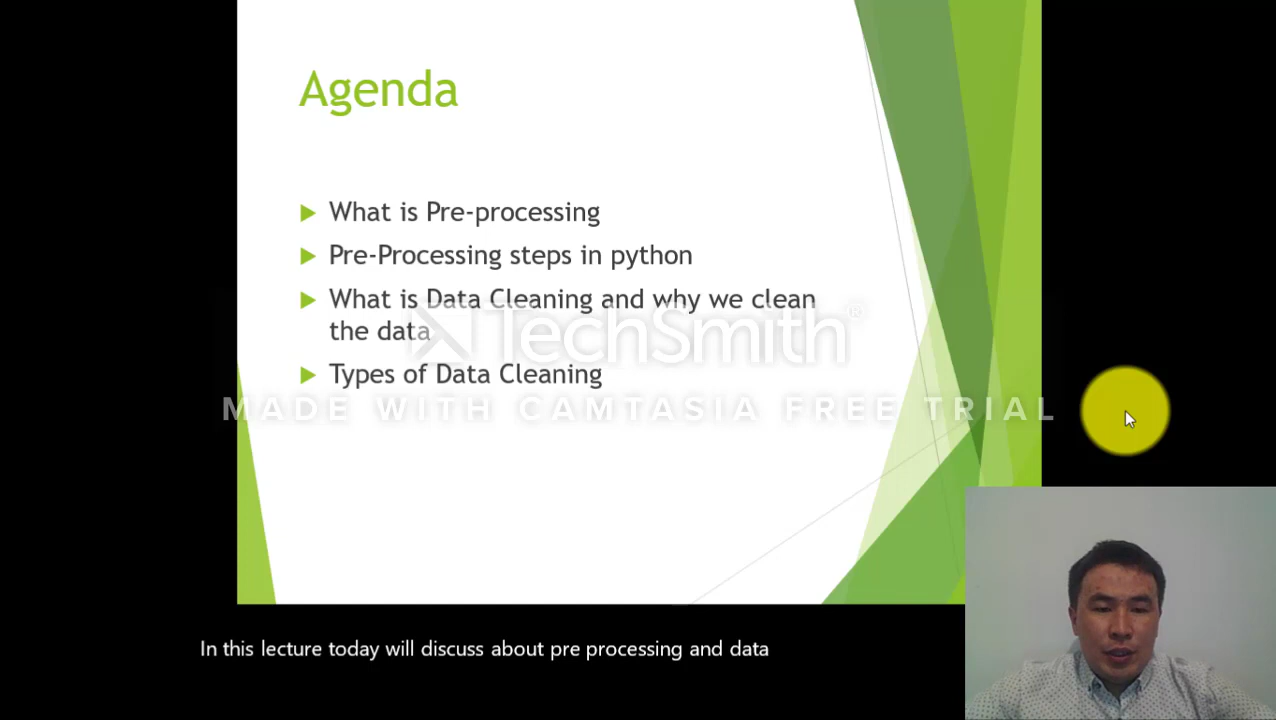 Agenda
What is Pre-processing
Pre-Processing steps in python
What is Data Cleaning and why we clean
the data
TechSmith®
Types of Data Cleaning
MADE WITH CAMTASIA FREE TRIAL
In this lecture today will discuss about pre processing and data